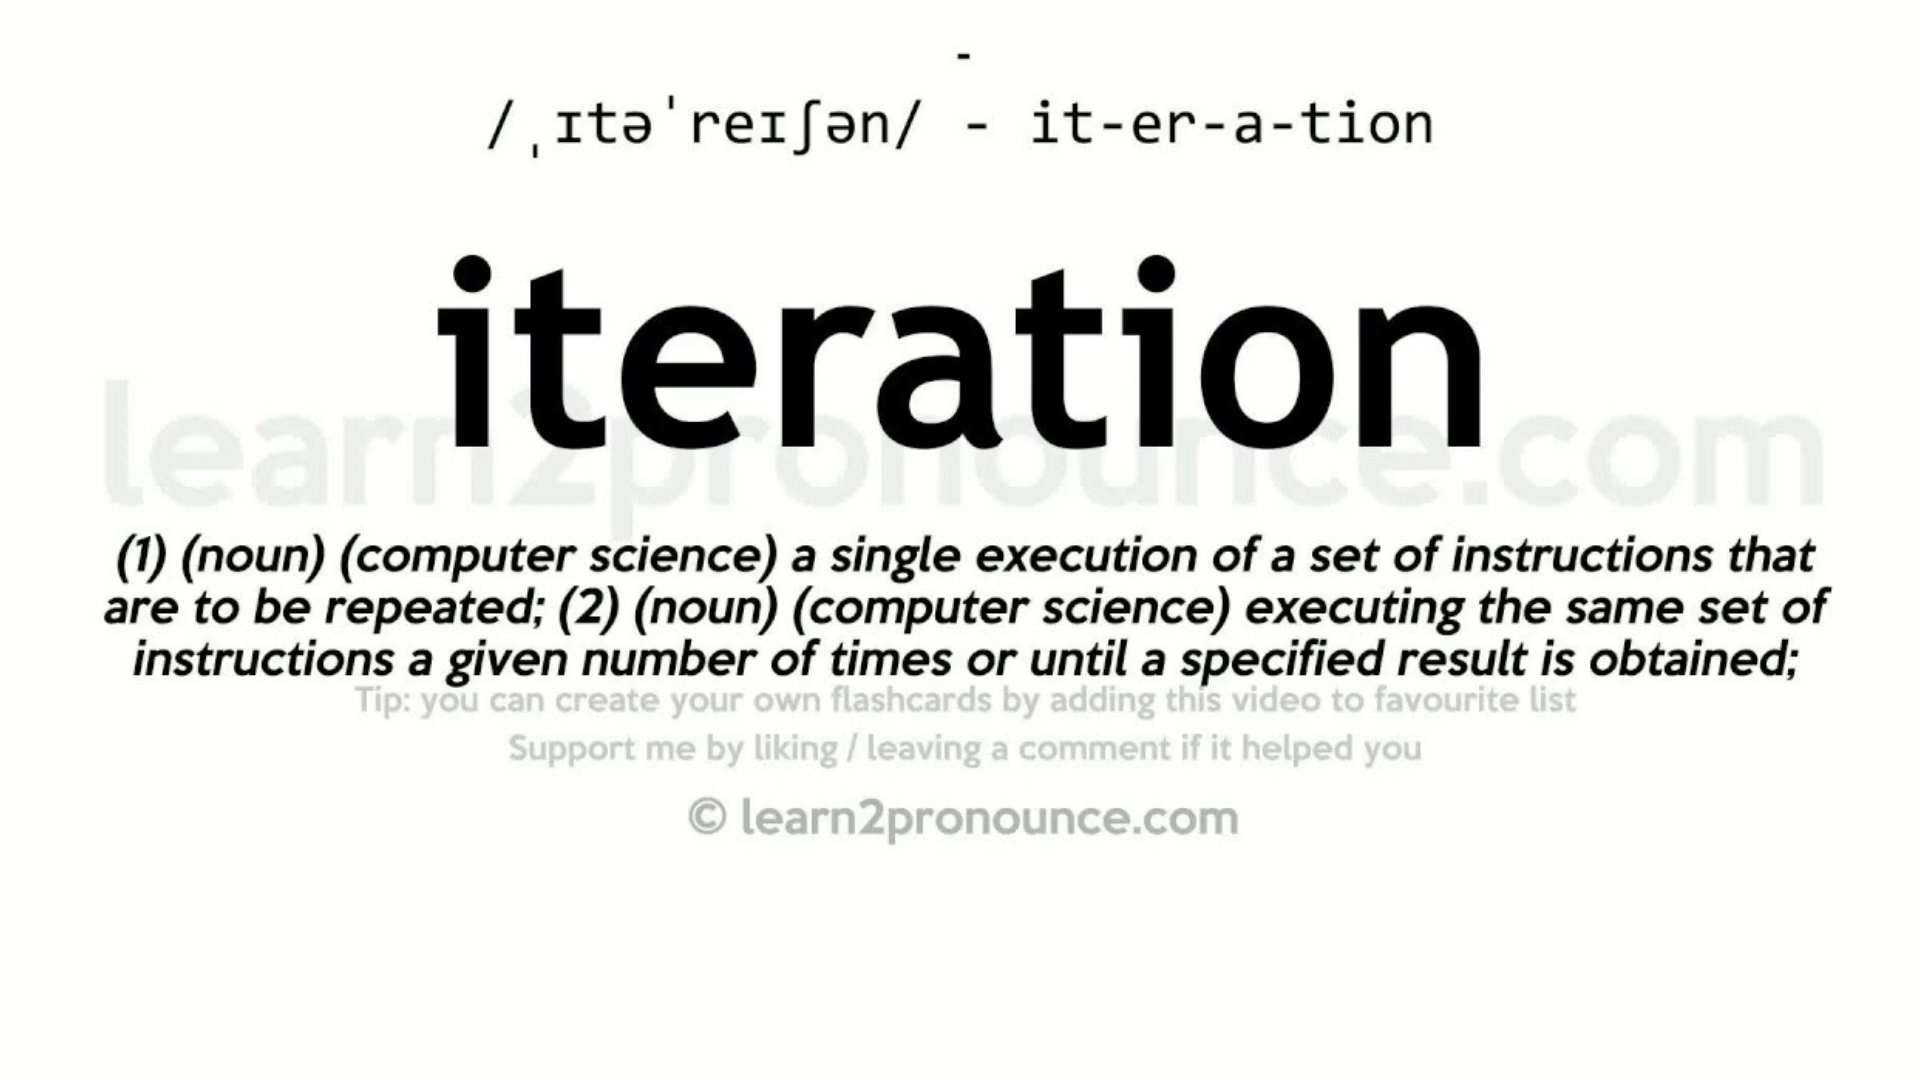 -
/ˌɪtəˈreɪʃən/ - it-er-a-tion
iteration
learn2pronounce.com
(1) (noun) (computer science) a single execution of a set of instructions that
are to be repeated; (2) (noun) (computer science) executing the same set of
instructions a given number of times or until a specified result is obtained;
Tip: you can create your own flashcards by adding this video to favourite list
Support me by liking / leaving a comment if it helped you
© learn2pronounce.com